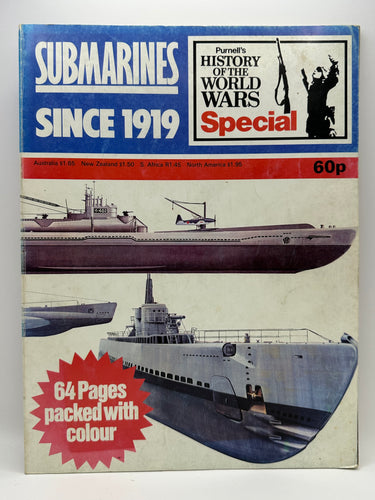 SUBMARINES
SINCE 1919
Purnell's
HISTORY
OF THE
WORLD
WARS
Special
Australia $1.65 New Zealand $1.50 S. Africa R1.45 North America $1.95
60p
64 Pages
packed with
colour